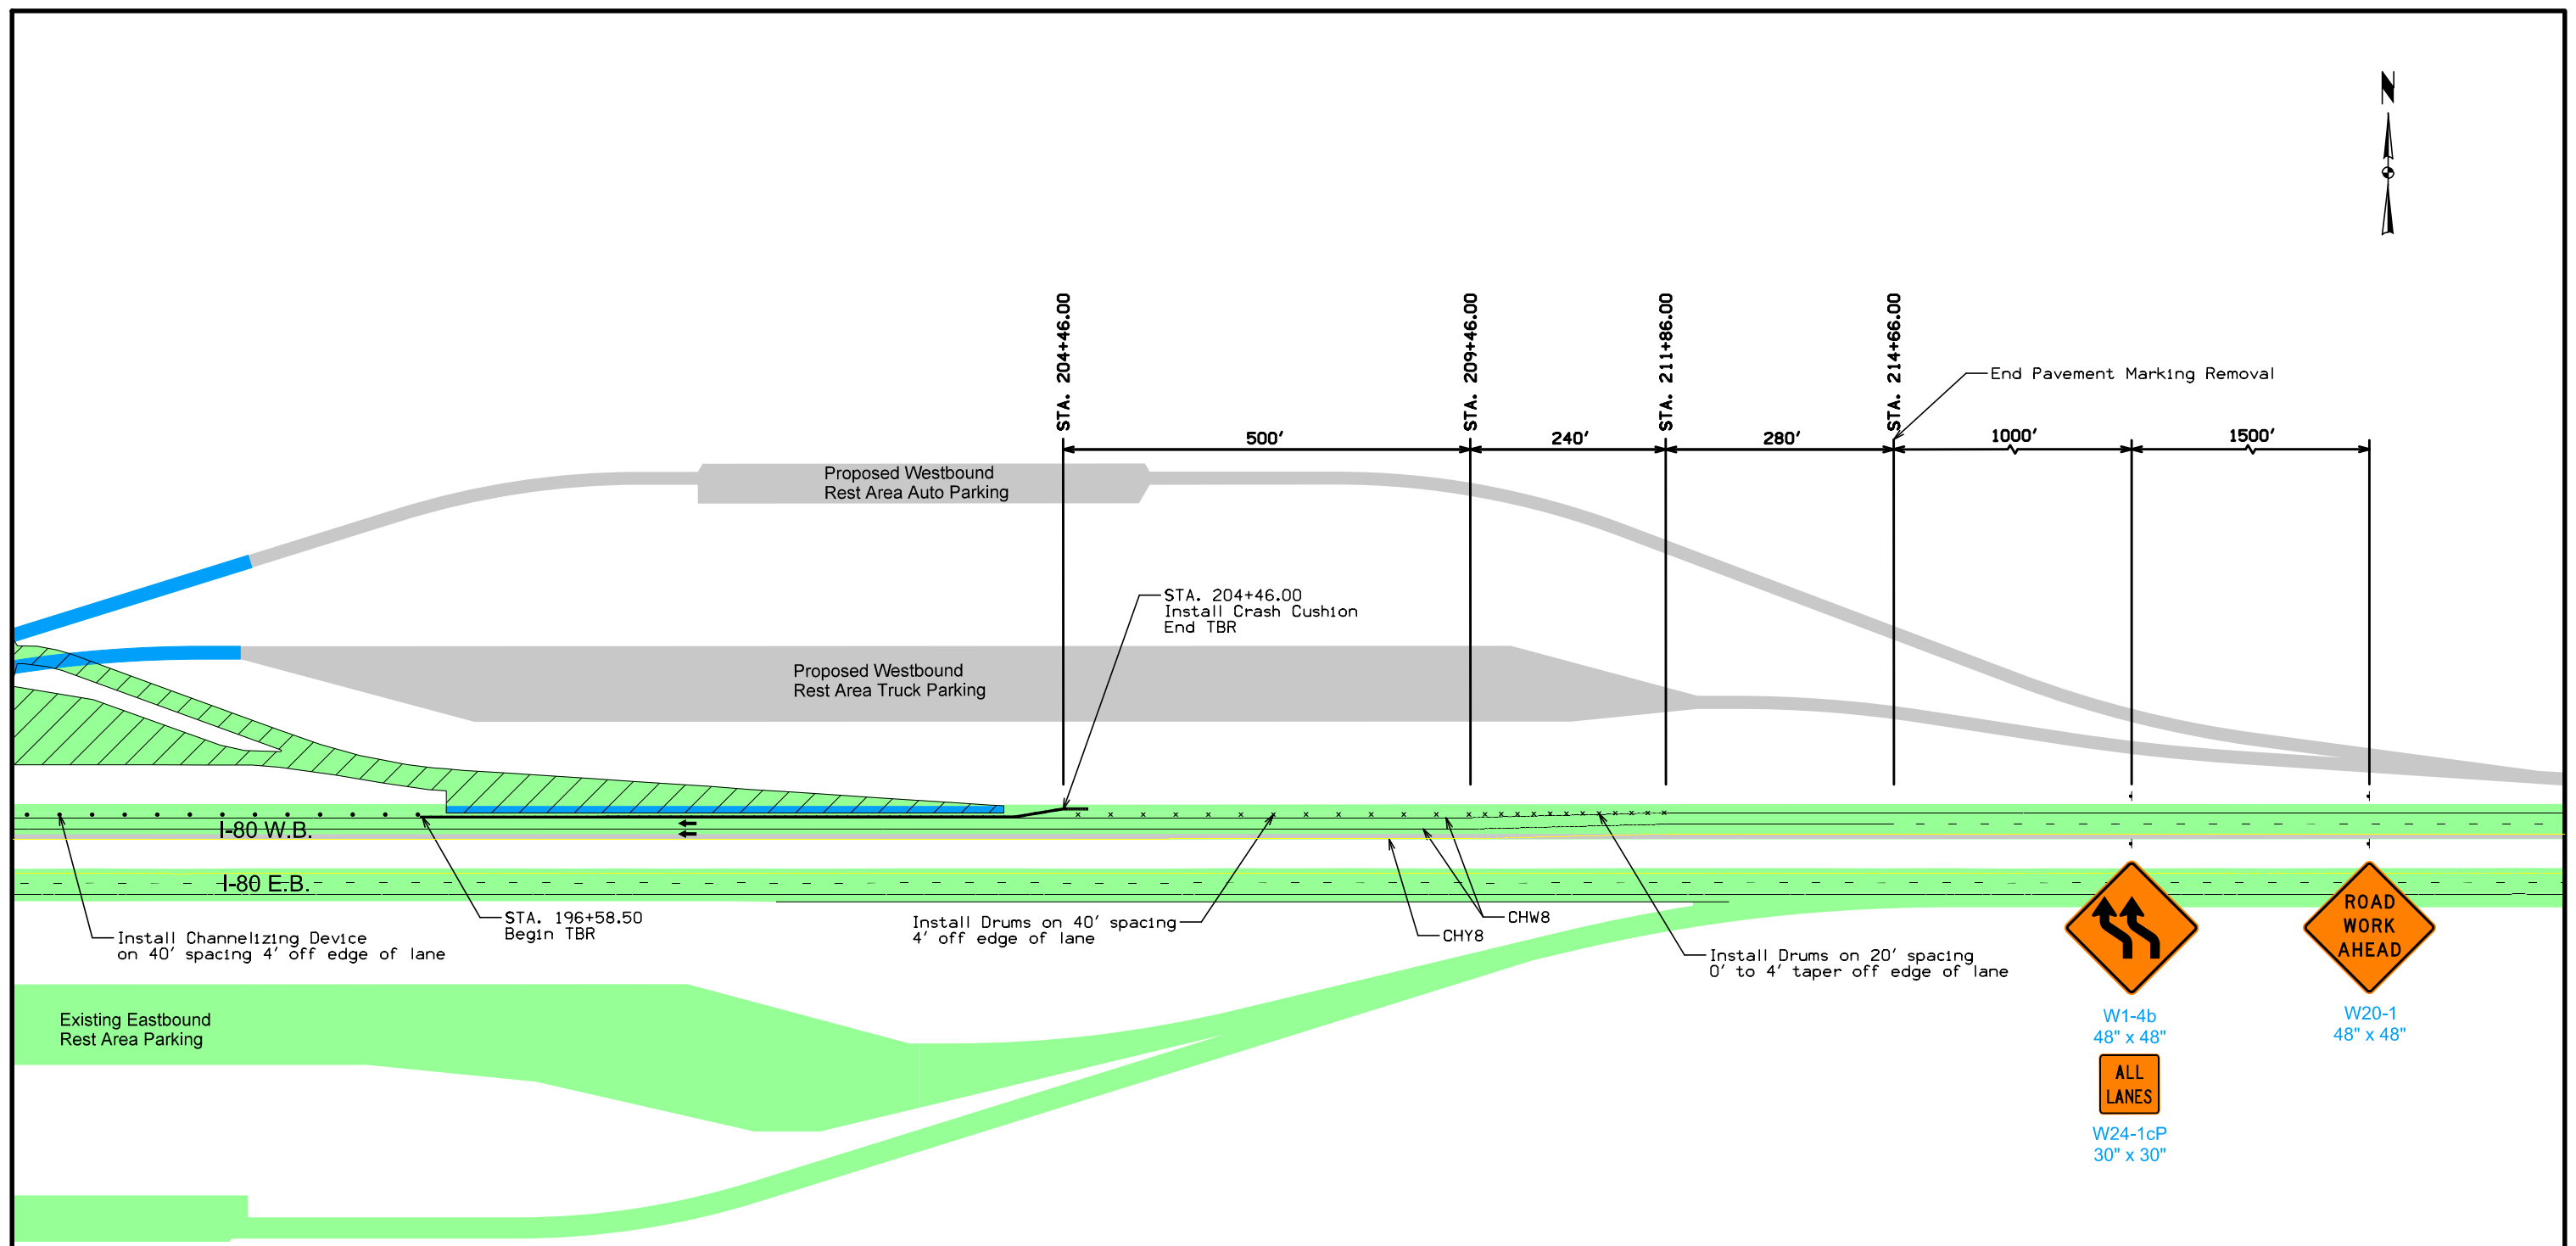 N
STA. 204+46.00
STA. 209+46.00
STA. 211+86.00
STA. 214+66.00
End Pavement Marking Removal
500'
240'
280'
1000'
1500'
Proposed Westbound
Rest Area Auto Parking
STA. 204+46.00
Install Crash Cushion
End TBR
Proposed Westbound
Rest Area Truck Parking
I-80 W.B.
I-80 E.B.
STA. 196+58.50
Begin TBR
Install Channelizing Device
on 40' spacing 4' off edge of lane
Install Drums on 40' spacing
4' off edge of lane
CHY8
CHW8
Install Drums on 20' spacing
0' to 4' taper off edge of lane
ROAD
WORK
AHEAD
W1-4b
48" x 48"
W20-1
48" x 48"
ALL
LANES
W24-1cP
30" x 30"
Existing Eastbound
Rest Area Parking